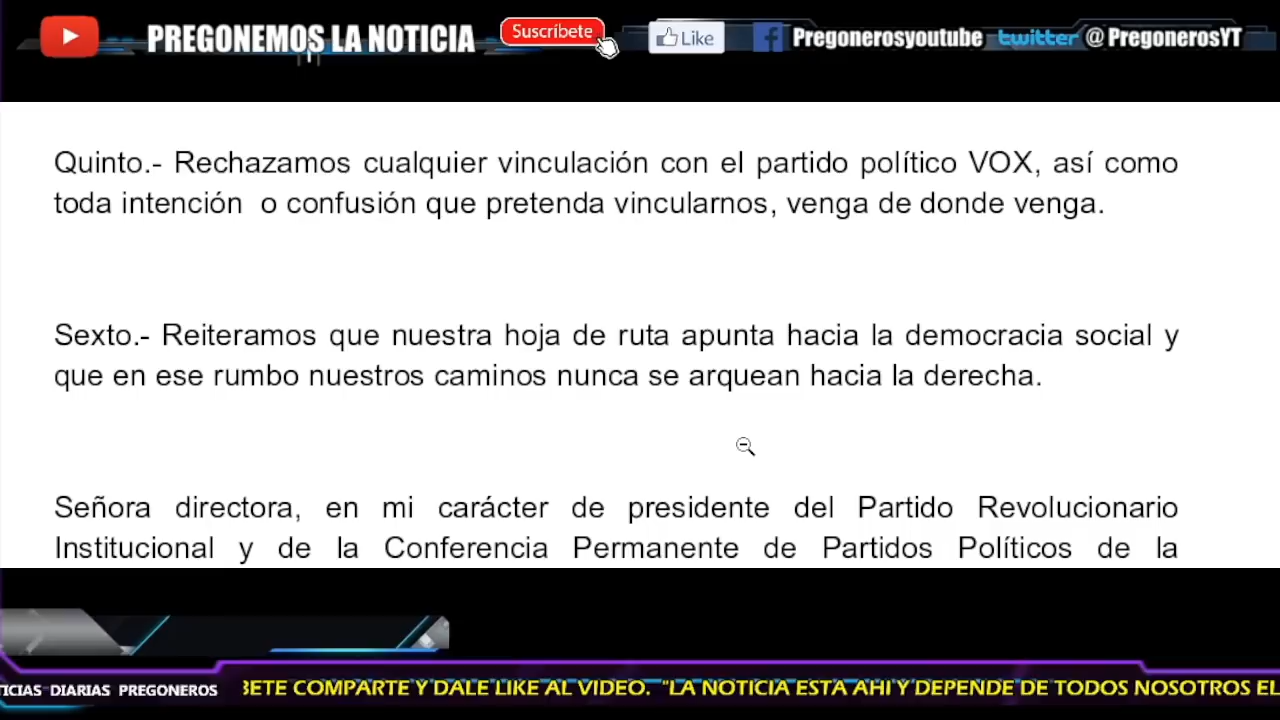 PREGONEMOS LA NOTICIA Suscríbete Like Pregonerosyoutube twitter @PregonerosYT
Quinto.- Rechazamos cualquier vinculación con el partido político VOX, así como
toda intención o confusión que pretenda vincularnos, venga de donde venga.
Sexto.- Reiteramos que nuestra hoja de ruta apunta hacia la democracia social y
que en ese rumbo nuestros caminos nunca se arquean hacia la derecha.
Señora directora, en mi carácter de presidente del Partido Revolucionario
Institucional y de la Conferencia Permanente de Partidos Políticos de la
DIARIAS PREGONEROS COMPARTE Y DALE LIKE AL VIDEO. "LA NOTICIA ESTA AHI Y DEPENDE DE TODOS NOSOTROS EL